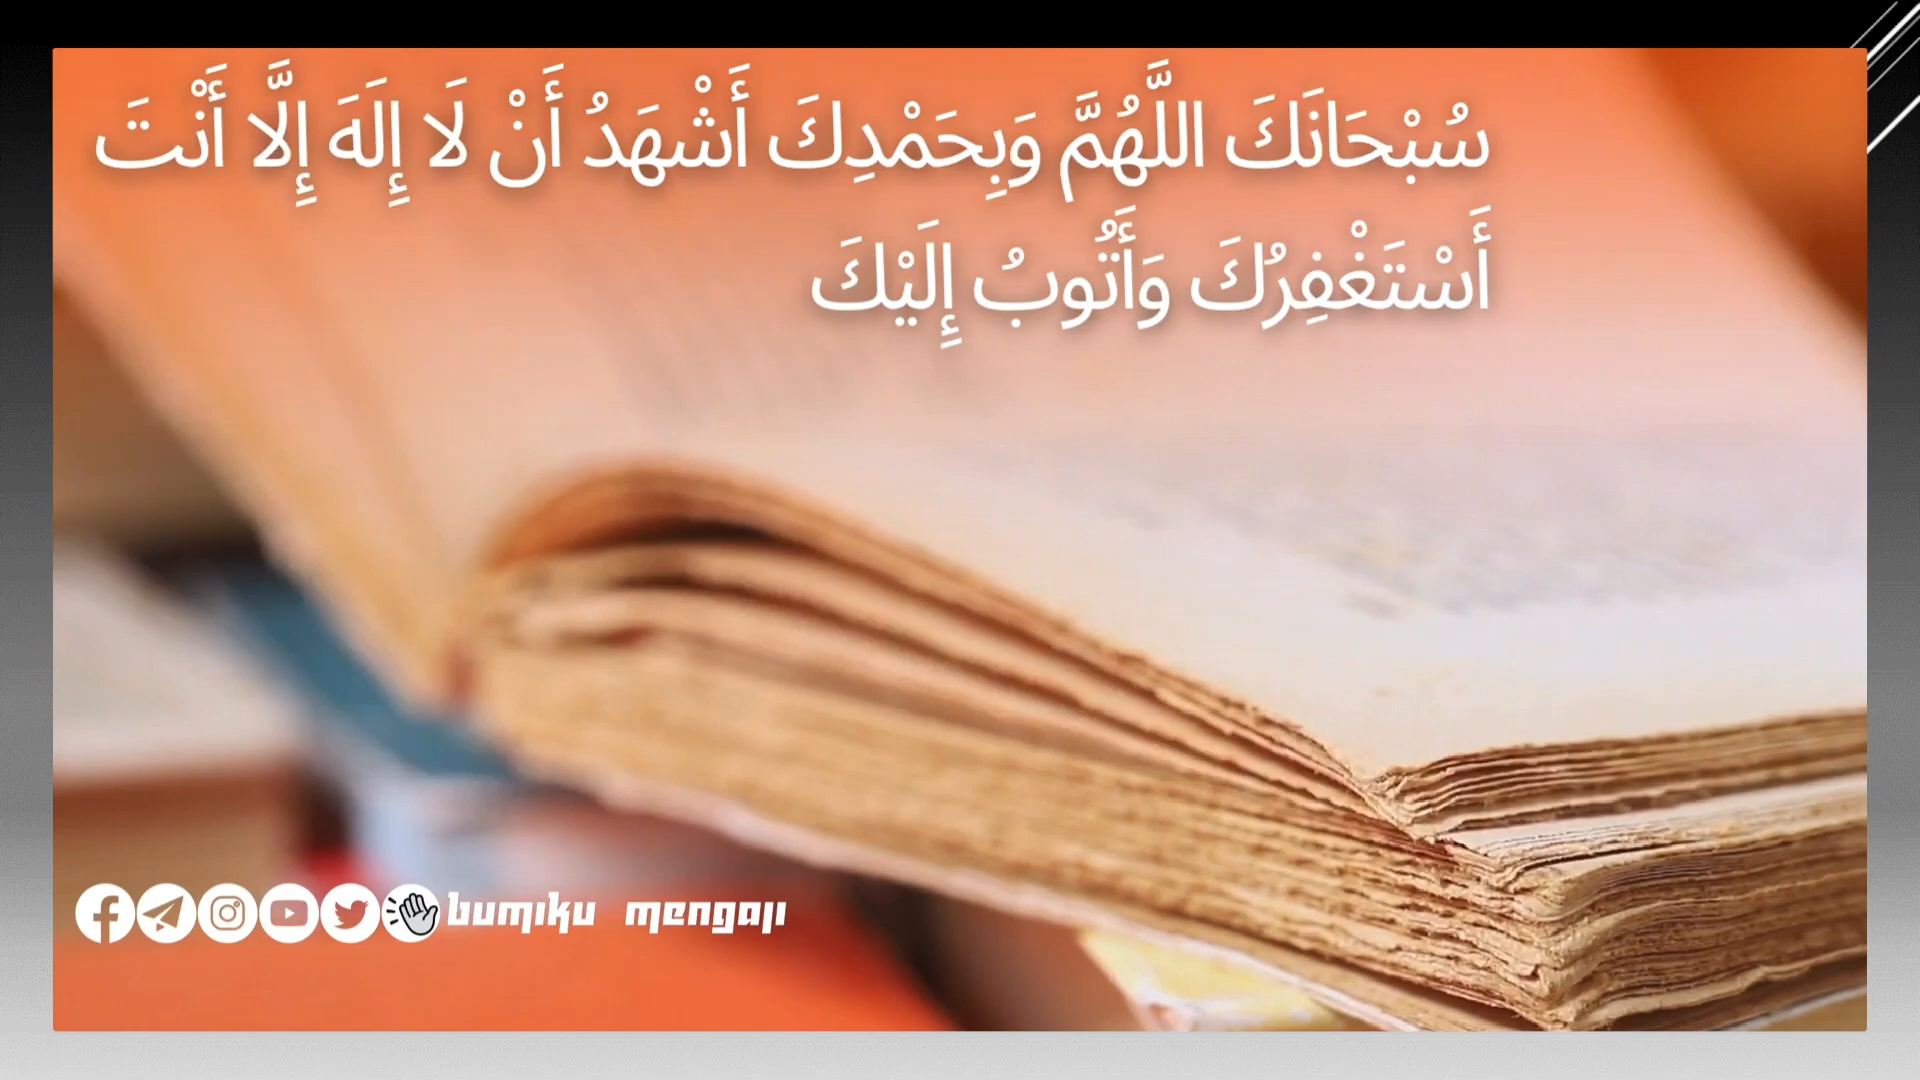 سُبْحَانَكَ اللَّهُمَّ وَبِحَمْدِكَ أَشْهَدُ أَنْ لَا إِلَهَ إِلَّا أَنْتَ
أَسْتَغْفِرُكَ وَأَتُوبُ إِلَيْكَ
bumiku mengaji